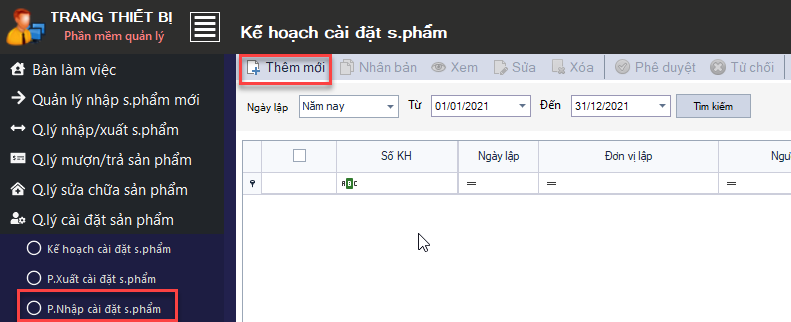 TRANG THIẾT BỊ
Phần mềm quản lý
Kế hoạch cài đặt s.phẩm
Thêm mới Nhân bản Xem Sửa Xóa Phê duyệt Từ chối
Ngày lập Năm nay Từ 01/01/2021 Đến 31/12/2021 Tìm kiếm
Số KH Ngày lập Đơn vị lập Ngư
ABC = = =
Bàn làm việc
Quản lý nhập s.phẩm mới
Q.lý nhập/xuất s.phẩm
Q.lý mượn/trả sản phẩm
Q.lý sửa chữa sản phẩm
Q.lý cài đặt sản phẩm
Kế hoạch cài đặt s.phẩm
P.Xuất cài đặt s.phẩm
P.Nhập cài đặt s.phẩm